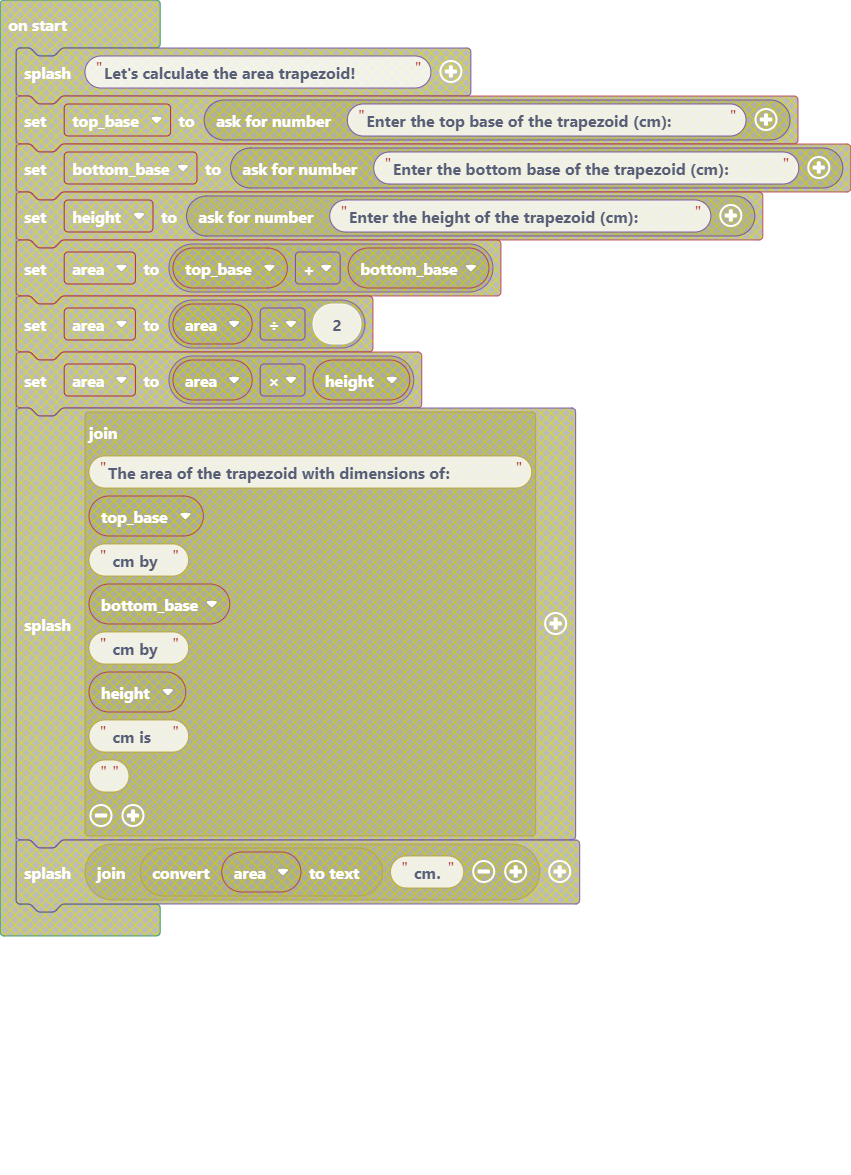 on start
splash "Let's calculate the area trapezoid! "
set top_base to ask for number "Enter the top base of the trapezoid (cm): "
set bottom_base to ask for number "Enter the bottom base of the trapezoid (cm): "
set height to ask for number "Enter the height of the trapezoid (cm): "
set area to top_base + bottom_base
set area to area ÷ 2
set area to area × height
join
"The area of the trapezoid with dimensions of: "
top_base
" cm by "
bottom_base
splash
" cm by "
height
" cm is "
" "
splash join convert area to text " cm. "